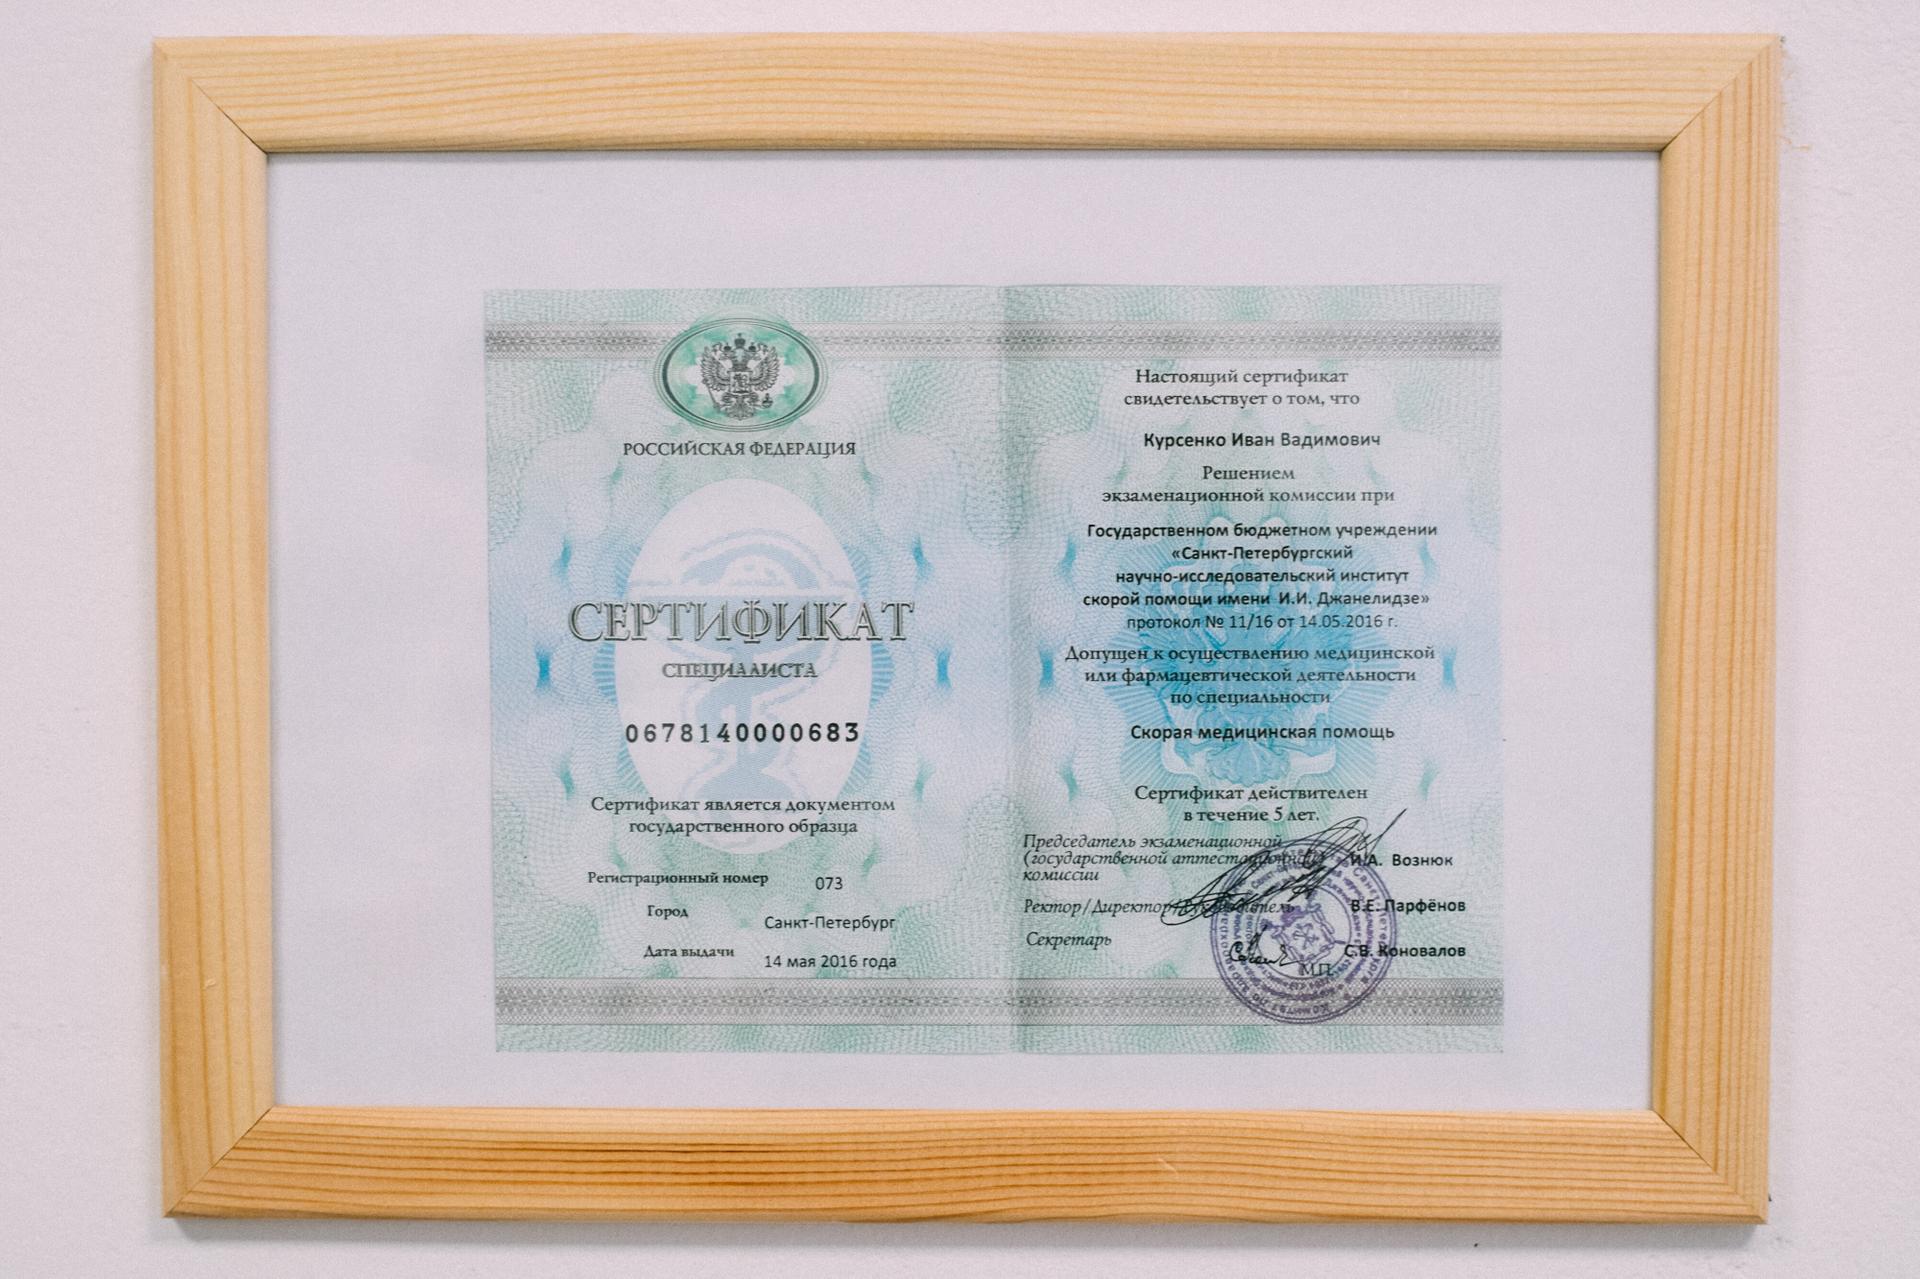 РОССИЙСКАЯ ФЕДЕРАЦИЯ
СЕРТИФИКАТ
СПЕЦИАЛИСТА
0678140000683
Сертификат является документом
государственного образца
Регистрационный номер 073
Город Санкт-Петербург
Дата выдачи 14 мая 2016 года
Настоящий сертификат
свидетельствует о том, что
Курсенко Иван Вадимович
Решением
экзаменационной комиссии при
Государственном бюджетном учреждении
«Санкт-Петербургский
научно-исследовательский институт
скорой помощи имени И.И. Джанелидзе»
протокол № 11/16 от 14.05.2016 г.
Допущен к осуществлению медицинской
или фармацевтической деятельности
по специальности
Скорая медицинская помощь
Сертификат действителен
в течение 5 лет.
Председатель экзаменационной
(государственной аттестационной И.А. Вознюк
комиссии
Ректор/Директор/Руководитель В.Е. Парфёнов
Секретарь С.В. Коновалов
М.П.